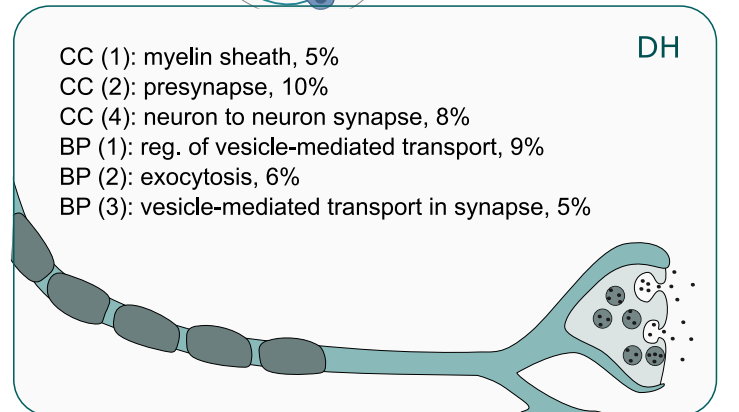 DH
CC (1): myelin sheath, 5%
CC (2): presynapse, 10%
CC (4): neuron to neuron synapse, 8%
BP (1): reg. of vesicle-mediated transport, 9%
BP (2): exocytosis, 6%
BP (3): vesicle-mediated transport in synapse, 5%